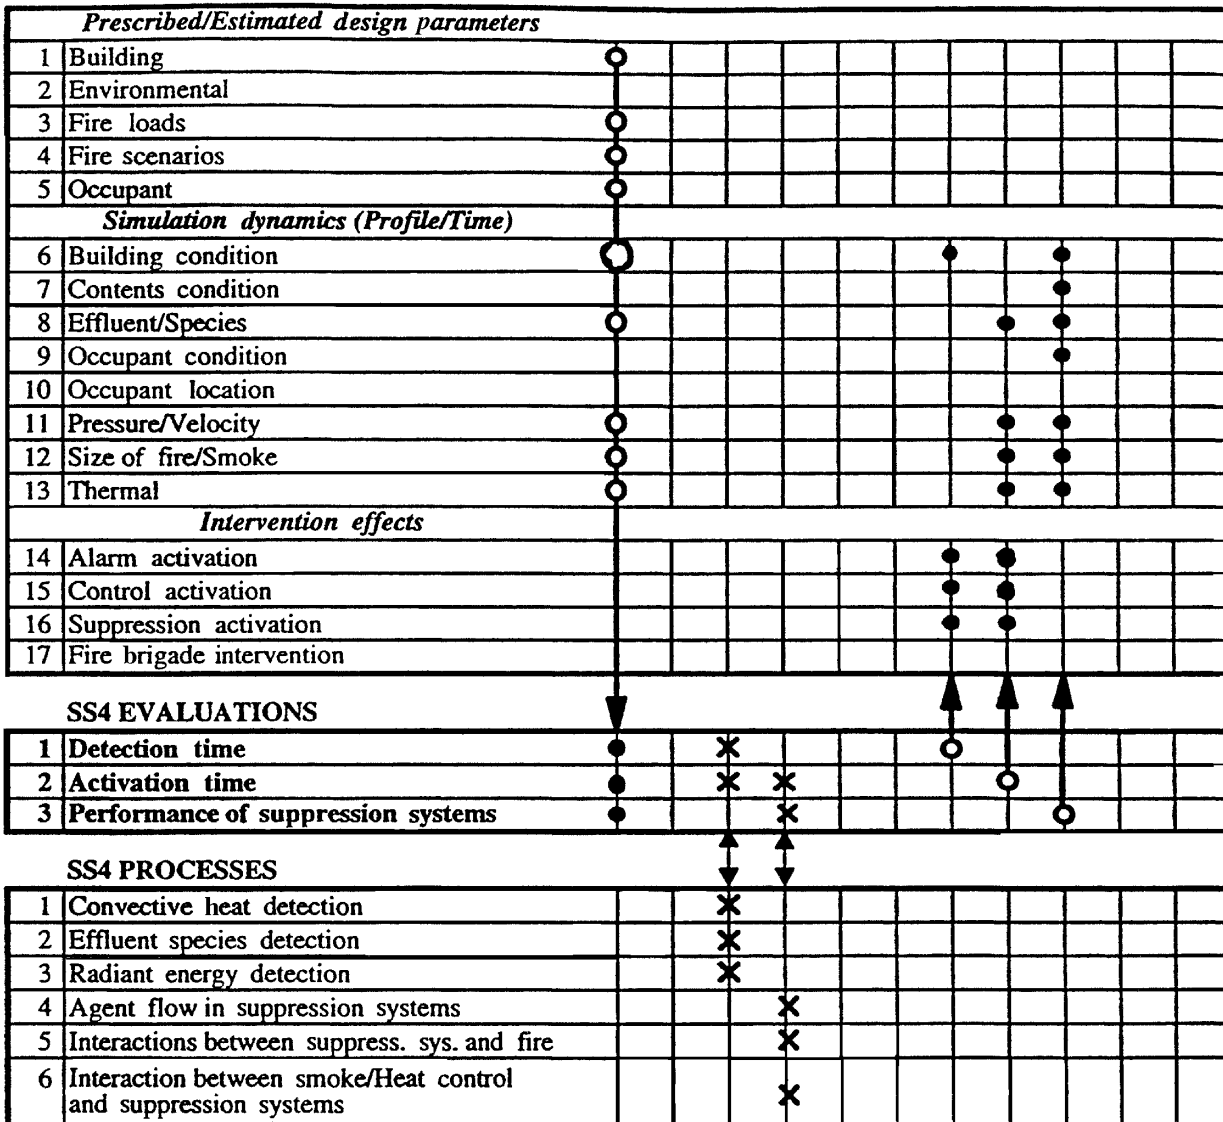 Prescribed/Estimated design parameters
1 Building
2 Environmental
3 Fire loads
4 Fire scenarios
5 Occupant
Simulation dynamics (Profile/Time)
6 Building condition
7 Contents condition
8 Effluent/Species
9 Occupant condition
10 Occupant location
11 Pressure/Velocity
12 Size of fire/Smoke
13 Thermal
Intervention effects
14 Alarm activation
15 Control activation
16 Suppression activation
17 Fire brigade intervention
SS4 EVALUATIONS
1 Detection time
2 Activation time
3 Performance of suppression systems
SS4 PROCESSES
1 Convective heat detection
2 Effluent species detection
3 Radiant energy detection
4 Agent flow in suppression systems
5 Interactions between suppress. sys. and fire
6 Interaction between smoke/Heat control
and suppression systems